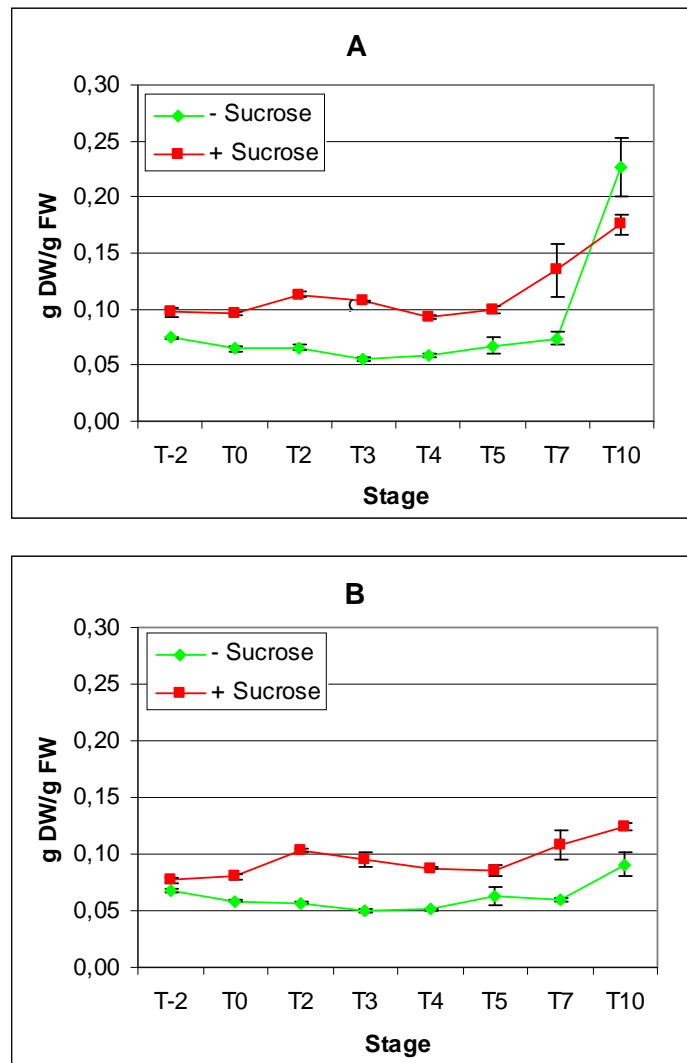 A
0,30
0,25
0,20
0,15
0,10
0,05
0,00
g DW/g FW
- Sucrose
+ Sucrose
T-2 T0 T2 T3 T4 T5 T7 T10
Stage
B
0,30
0,25
0,20
0,15
0,10
0,05
0,00
g DW/g FW
- Sucrose
+ Sucrose
T-2 T0 T2 T3 T4 T5 T7 T10
Stage